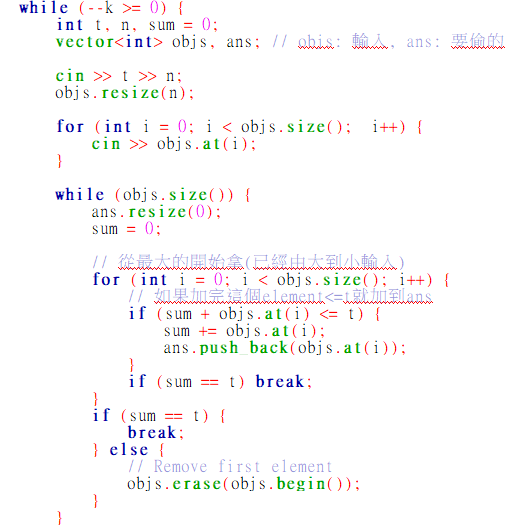 while (--k >= 0) {
    int t, n, sum = 0;
    vector<int> objs, ans; // objs: 輸入, ans: 要偷的

    cin >> t >> n;
    objs.resize(n);

    for (int i = 0; i < objs.size();  i++) {
        cin >> objs.at(i);
    }

    while (objs.size()) {
        ans.resize(0);
        sum = 0;

        // 從最大的開始拿(已經由大到小輸入)
        for (int i = 0; i < objs.size(); i++) {
            // 如果加完這個element<=t就加到ans
            if (sum + objs.at(i) <= t) {
                sum += objs.at(i);
                ans.push_back(objs.at(i));
            }
            if (sum == t) break;
        }
        if (sum == t) {
            break;
        } else {
            // Remove first element
            objs.erase(objs.begin());
        }
    }